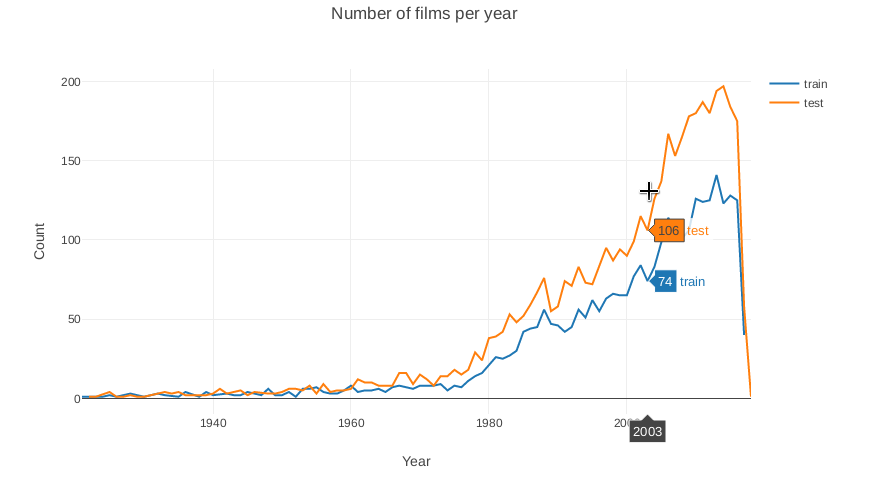 Number of films per year
train
test
200
150
100
50
0
Count
106 test
74 train
1940
1960
1980
2003
Year